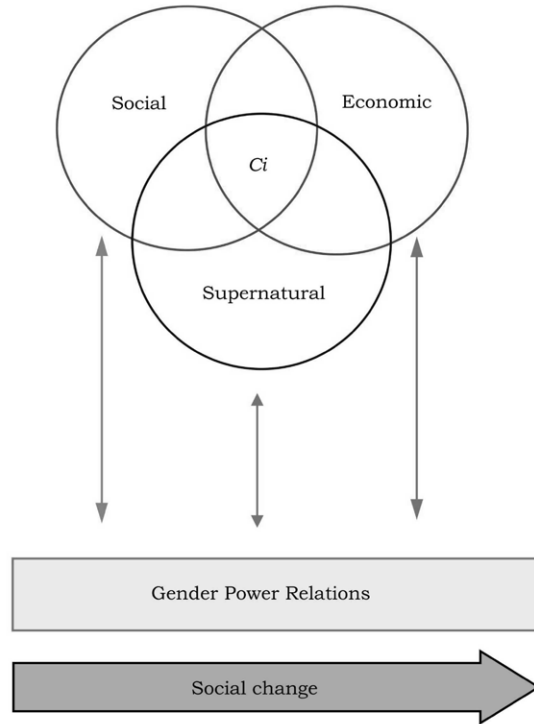 Social
Economic
Ci
Supernatural
Gender Power Relations
Social change